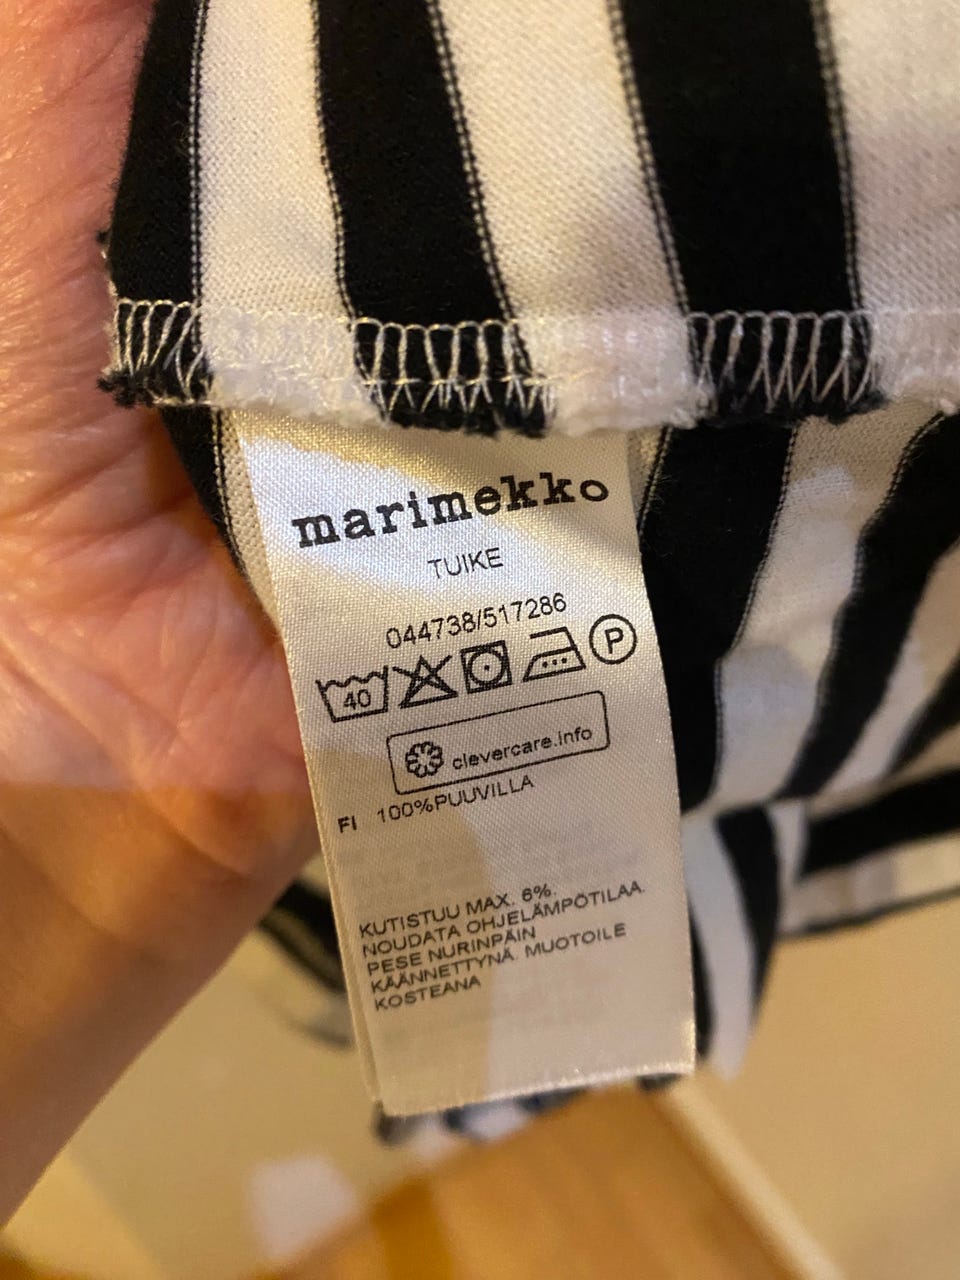 marimekko
TUIKE
044738/517286
40 P
clevercare.info
FI 100%PUUVILLA
KUTISTUU MAX. 6%.
NOUDATA OHJELÄMPÖTILAA.
PESE NURINPÄIN
KÄÄNNETTYNÄ. MUOTOILE
KOSTEANA